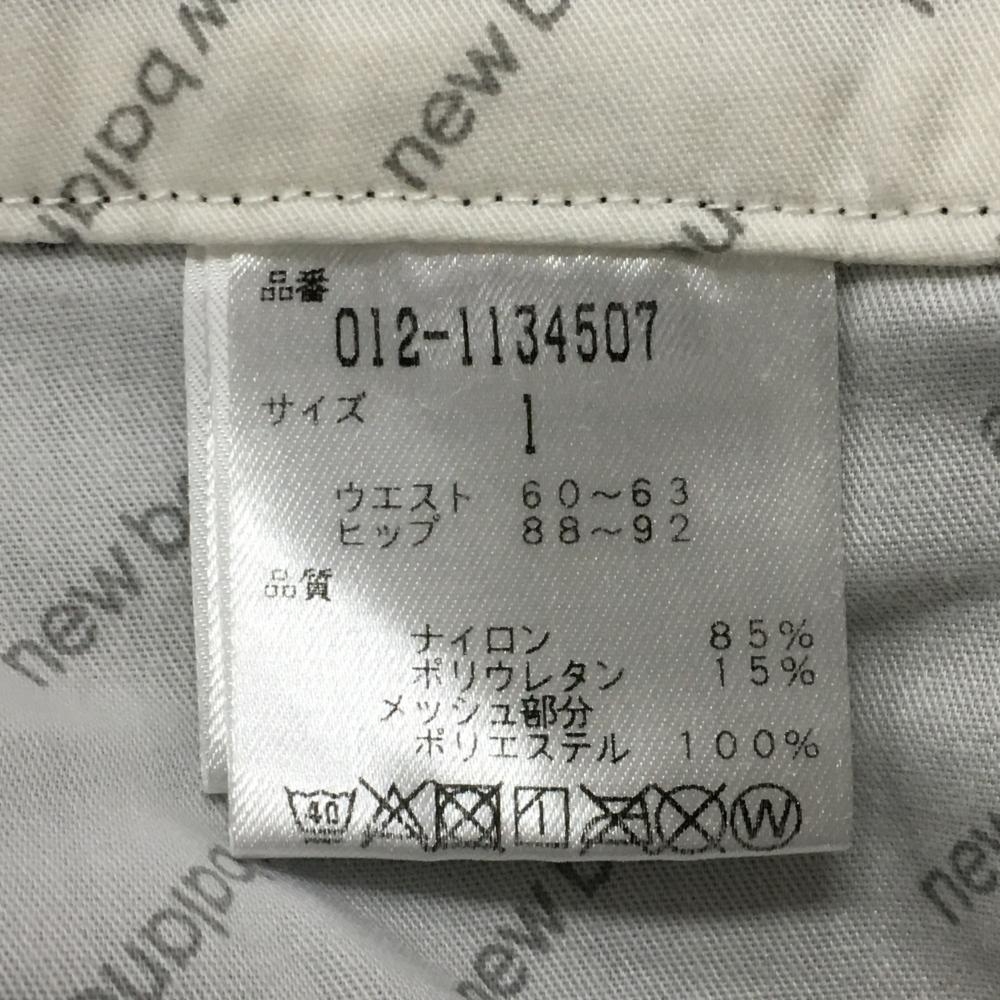 new b
品番
012-1134507
サイズ 1
ウエスト 60~63
ヒップ 88~92
品質
ナイロン 85%
ポリウレタン 15%
メッシュ部分
ポリエステル 100%
40
1
W
new b
new b
new